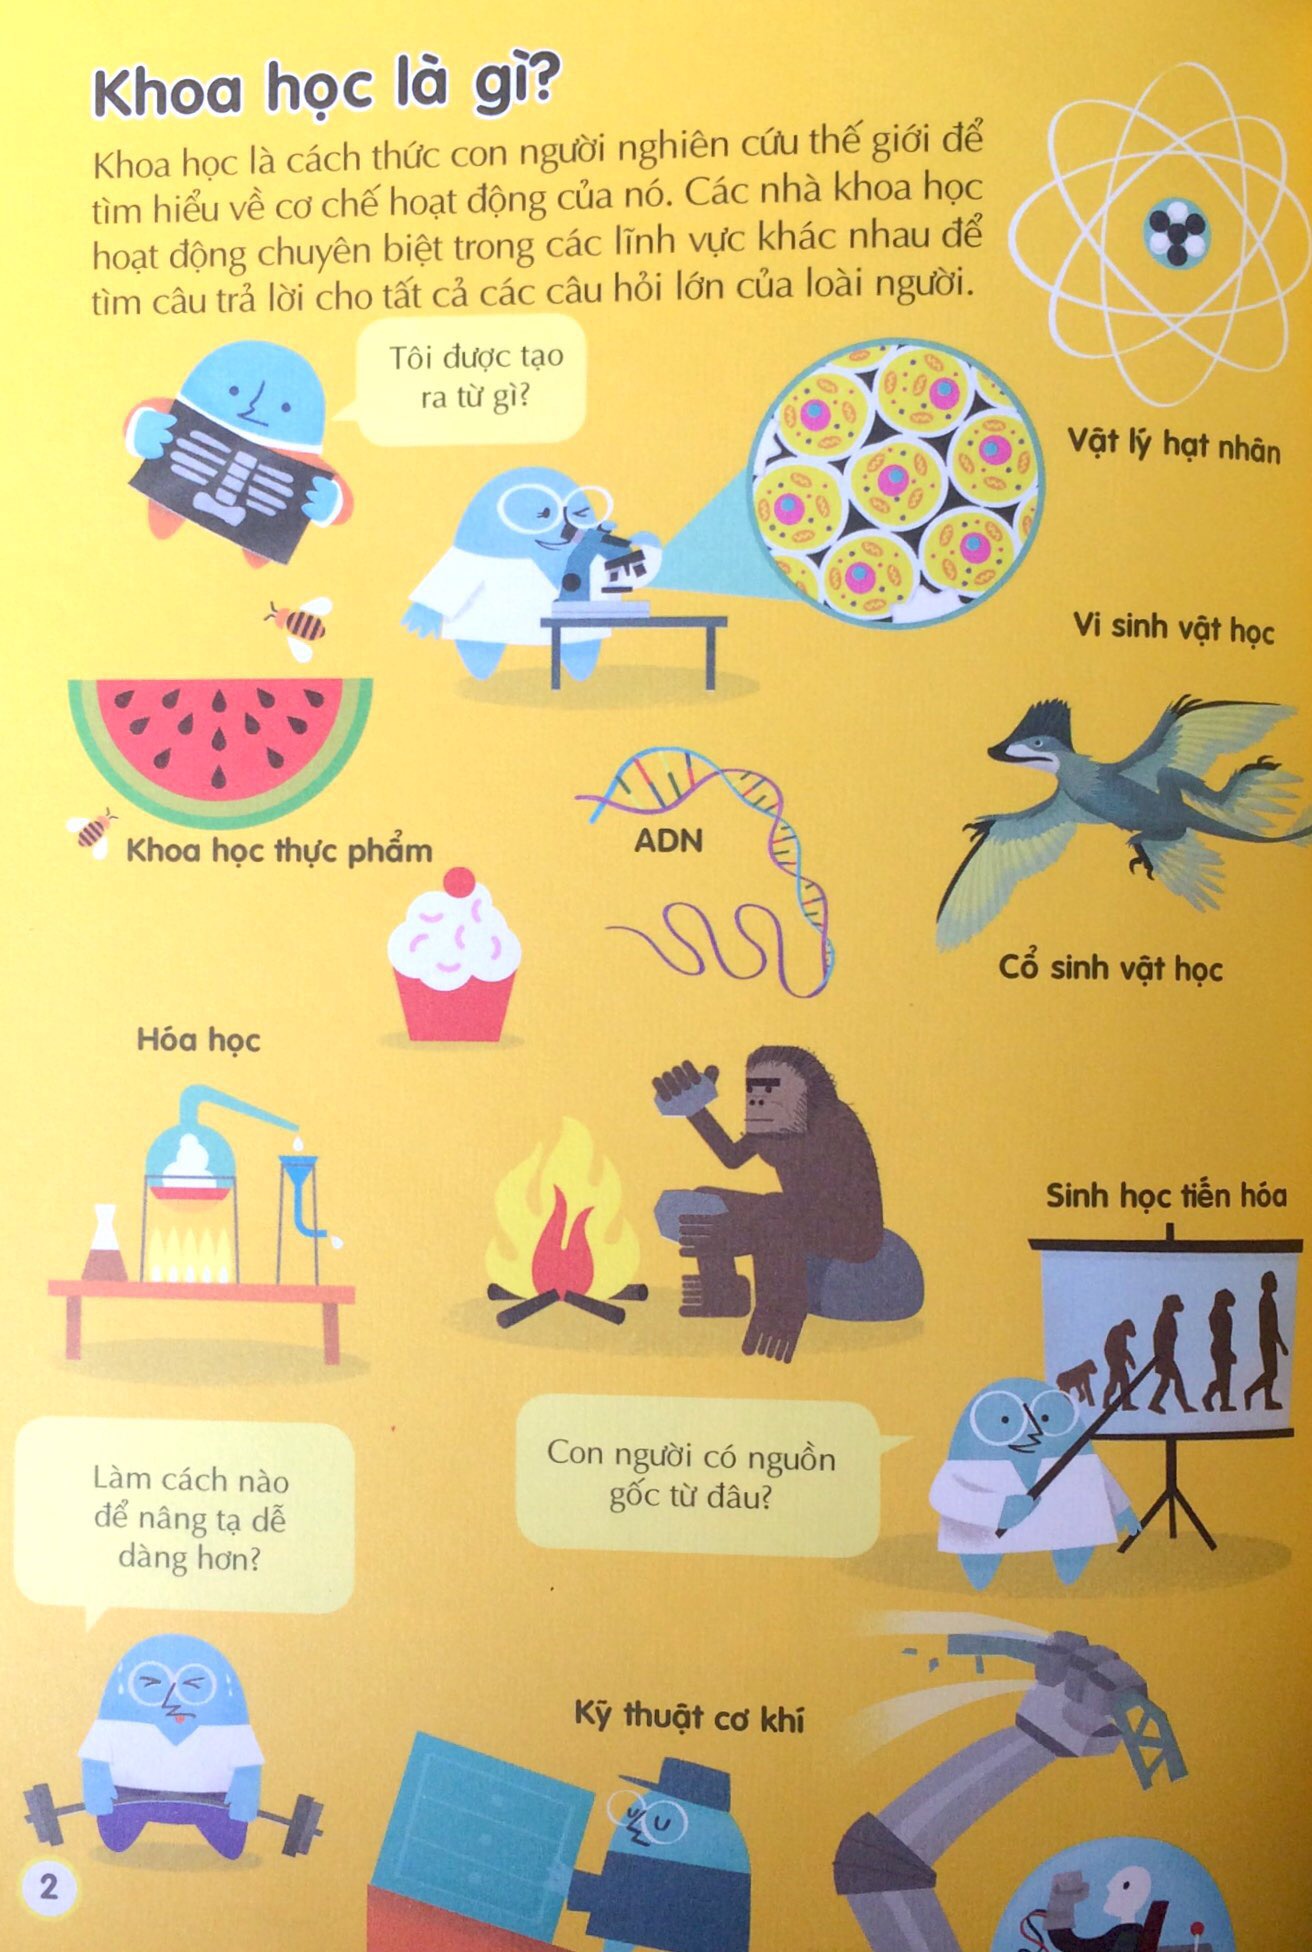 Khoa học là gì?
Khoa học là cách thức con người nghiên cứu thế giới để
tìm hiểu về cơ chế hoạt động của nó. Các nhà khoa học
hoạt động chuyên biệt trong các lĩnh vực khác nhau để
tìm câu trả lời cho tất cả các câu hỏi lớn của loài người.
Tôi được tạo
ra từ gì?
Vật lý hạt nhân
Vi sinh vật học
Khoa học thực phẩm
ADN
Cổ sinh vật học
Hóa học
Sinh học tiến hóa
Làm cách nào
để nâng tạ dễ
dàng hơn?
Con người có nguồn
gốc từ đâu?
Kỹ thuật cơ khí
2